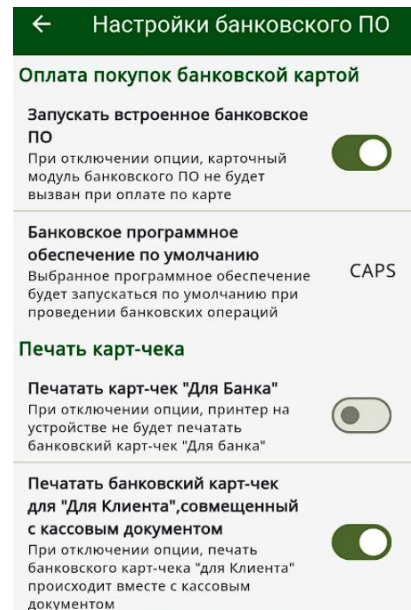 ← Настройки банковского ПО
Оплата покупок банковской картой
Запускать встроенное банковское
ПО
При отключении опции, карточный
модуль банковского ПО не будет
вызван при оплате по карте
Банковское программное
обеспечение по умолчанию
Выбранное программное обеспечение
будет запускаться по умолчанию при
проведении банковских операций
CAPS
Печать карт-чека
Печатать карт-чек "Для Банка"
При отключении опции, принтер на
устройстве не будет печатать
банковский карт-чек "Для банка"
Печатать банковский карт-чек
для "Для Клиента",совмещенный
с кассовым документом
При отключении опции, печать
банковского карт-чека "для Клиента"
происходит вместе с кассовым
документом